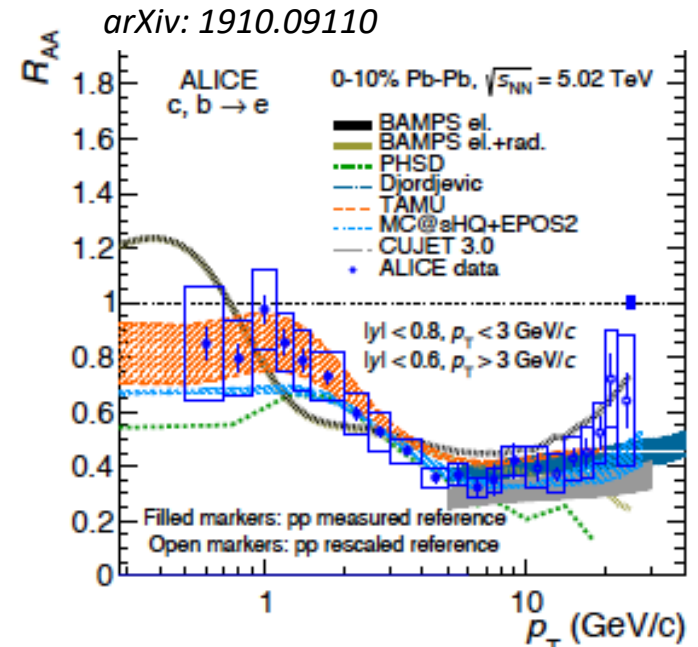 arXiv: 1910.09110
R_AA
ALICE
c, b → e
0-10% Pb-Pb, √s_NN = 5.02 TeV
BAMPS el.
BAMPS el.+rad.
PHSD
Djordjevic
TAMU
MC@sHQ+EPOS2
CUJET 3.0
ALICE data
1.8
1.6
1.4
1.2
1
0.8
0.6
0.4
0.2
0
|y| < 0.8, p_T < 3 GeV/c
|y| < 0.6, p_T > 3 GeV/c
Filled markers: pp measured reference
Open markers: pp rescaled reference
1 10
p_T (GeV/c)